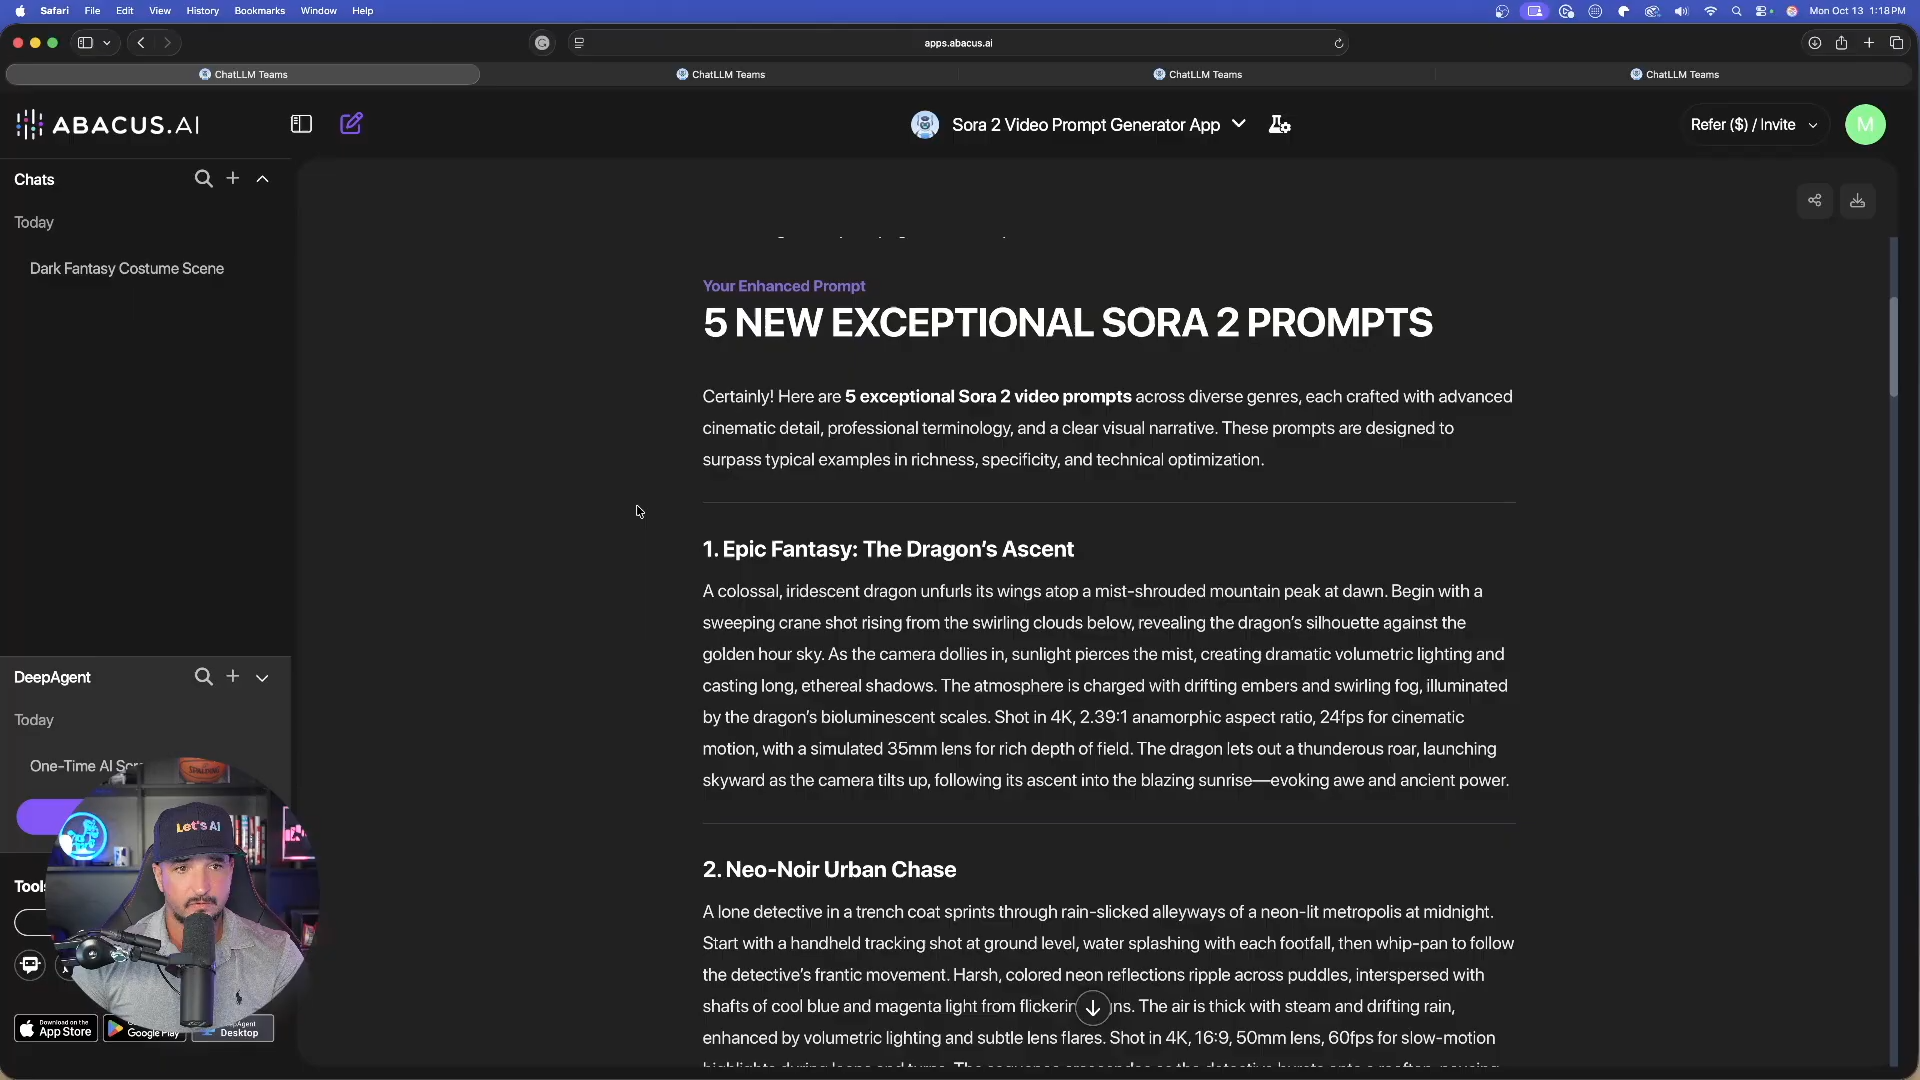 Safari File Edit View History Bookmarks Window Help Mon Oct 13 1:18 PM
apps.abacus.ai
ChatLLM Teams ChatLLM Teams ChatLLM Teams ChatLLM Teams
ABACUS.AI Sora 2 Video Prompt Generator App Refer ($) / Invite M
Chats
Today
Dark Fantasy Costume Scene
Your Enhanced Prompt
5 NEW EXCEPTIONAL SORA 2 PROMPTS
Certainly! Here are 5 exceptional Sora 2 video prompts across diverse genres, each crafted with advanced
cinematic detail, professional terminology, and a clear visual narrative. These prompts are designed to
surpass typical examples in richness, specificity, and technical optimization.
1. Epic Fantasy: The Dragon’s Ascent
A colossal, iridescent dragon unfurls its wings atop a mist-shrouded mountain peak at dawn. Begin with a
sweeping crane shot rising from the swirling clouds below, revealing the dragon’s silhouette against the
golden hour sky. As the camera dollies in, sunlight pierces the mist, creating dramatic volumetric lighting and
casting long, ethereal shadows. The atmosphere is charged with drifting embers and swirling fog, illuminated
by the dragon’s bioluminescent scales. Shot in 4K, 2.39:1 anamorphic aspect ratio, 24fps for cinematic
motion, with a simulated 35mm lens for rich depth of field. The dragon lets out a thunderous roar, launching
skyward as the camera tilts up, following its ascent into the blazing sunrise—evoking awe and ancient power.
2. Neo-Noir Urban Chase
A lone detective in a trench coat sprints through rain-slicked alleyways of a neon-lit metropolis at midnight.
Start with a handheld tracking shot at ground level, water splashing with each footfall, then whip-pan to follow
the detective’s frantic movement. Harsh, colored neon reflections ripple across puddles, interspersed with
shafts of cool blue and magenta light from The air is thick with steam and drifting rain,
enhanced by volumetric lighting and subtle lens flares. Shot in 4K, 16:9, 50mm lens, 60fps for slow-motion
DeepAgent
Today
One-Time AI
SPALDING
Let's AI
Tools
Download on the
App Store
Google Play
Desktop